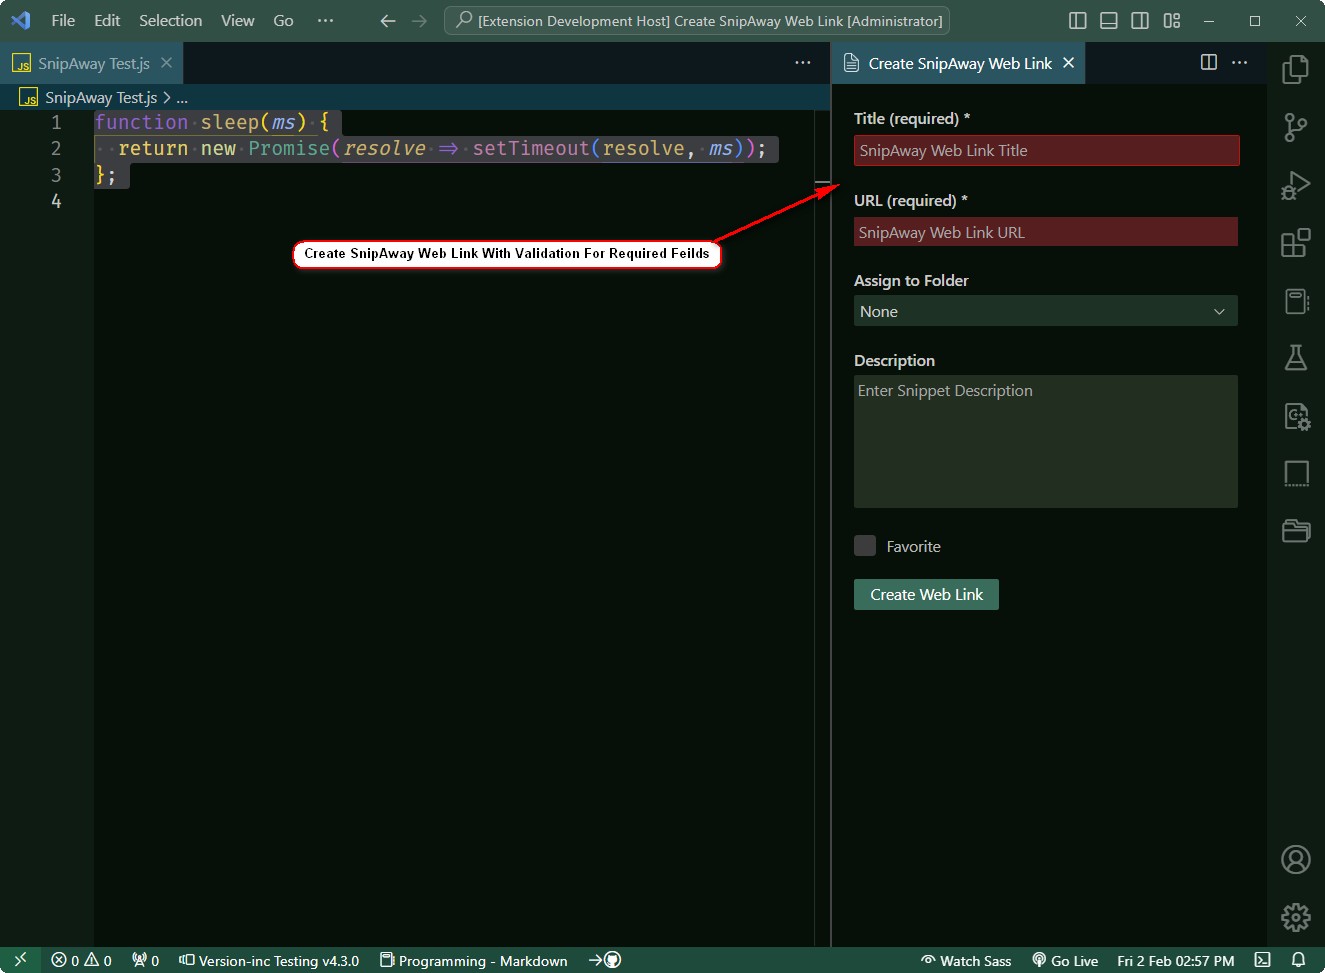 File Edit Selection View Go ··· [Extension Development Host] Create SnipAway Web Link [Administrator]
JS SnipAway Test.js
Create SnipAway Web Link
JS SnipAway Test.js > ...
1 function sleep(ms) {
2 return new Promise(resolve => setTimeout(resolve, ms));
3 };
4
Create SnipAway Web Link With Validation For Required Feilds
Title (required) *
SnipAway Web Link Title
URL (required) *
SnipAway Web Link URL
Assign to Folder
None
Description
Enter Snippet Description
Favorite
Create Web Link
0 0 0 Version-inc Testing v4.3.0 Programming - Markdown Watch Sass Go Live Fri 2 Feb 02:57 PM